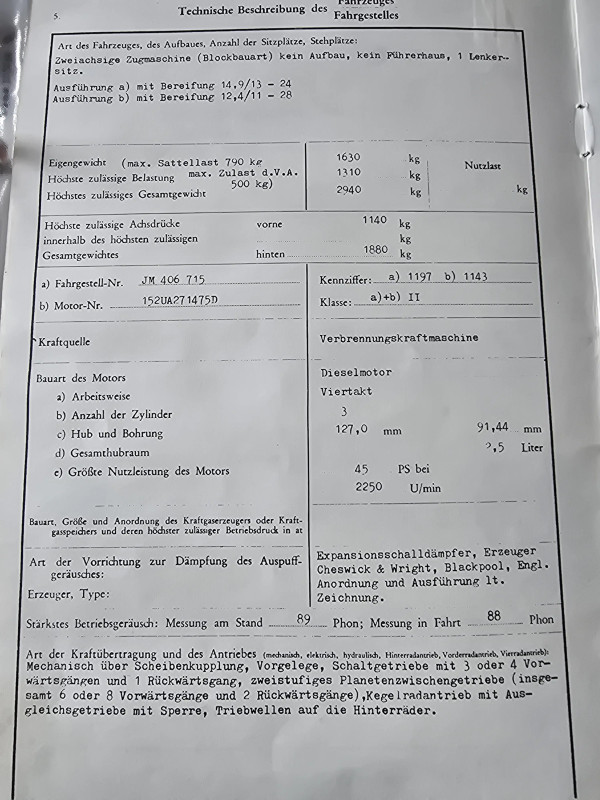 5.
Technische Beschreibung des Fahrzeuges
Fahrgestelles
Art des Fahrzeuges, des Aufbaues, Anzahl der Sitzplätze, Stehplätze:
Zweiachsige Zugmaschine (Blockbauart) kein Aufbau, kein Führerhaus, 1 Lenker-
sitz.
Ausführung a) mit Bereifung 14,9/13 - 24
Ausführung b) mit Bereifung 12,4/11 - 28
Eigengewicht (max. Sattellast 790 kg 1630 kg Nutzlast
Höchste zulässige Belastung max. Zulast d.V.A. 1310 kg
500 kg)
Höchstes zulässiges Gesamtgewicht 2940 kg kg
Höchste zulässige Achsdrücke vorne 1140 kg
innerhalb des höchsten zulässigen kg
Gesamtgewichtes hinten 1880 kg
a) Fahrgestell-Nr. JM 406 715 Kennziffer: a) 1197 b) 1143
b) Motor-Nr. 152UA271475D Klasse: a)+b) II
Kraftquelle Verbrennungskraftmaschine
Bauart des Motors Dieselmotor
a) Arbeitsweise Viertakt
b) Anzahl der Zylinder 3
c) Hub und Bohrung 127,0 mm 91,44 mm
d) Gesamthubraum 2,5 Liter
e) Größte Nutzleistung des Motors 45 PS bei
2250 U/min
Bauart, Größe und Anordnung des Kraftgaserzeugers oder Kraft-
gasspeichers und deren höchster zulässiger Betriebsdruck in at
Art der Vorrichtung zur Dämpfung des Auspuff-
geräusches:
Erzeuger, Type:
Expansionsschalldämpfer, Erzeuger
Cheswick & Wright, Blackpool, Engl.
Anordnung und Ausführung lt.
Zeichnung.
Stärkstes Betriebsgeräusch: Messung am Stand 89 Phon; Messung in Fahrt 88 Phon
Art der Kraftübertragung und des Antriebes (mechanisch, elektrisch, hydraulisch, Hinterradantrieb, Vorderradantrieb, Vierradantrieb):
Mechanisch über Scheibenkupplung, Vorgelege, Schaltgetriebe mit 3 oder 4 Vor-
wärtsgängen und 1 Rückwärtsgang, zweistufiges Planetenzwischengetriebe (insge-
samt 6 oder 8 Vorwärtsgänge und 2 Rückwärtsgänge),Kegelradantrieb mit Aus-
gleichsgetriebe mit Sperre, Triebwellen auf die Hinterräder.